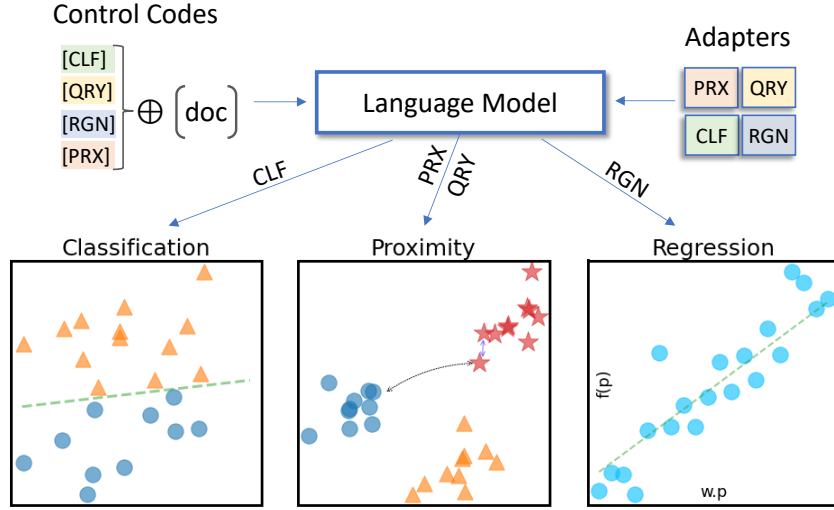 Control Codes
[CLF]
[QRY]
[RGN]
[PRX]
⊕
[doc]
Language Model
Adapters
PRX QRY
CLF RGN
CLF
PRX
QRY
RGN
Classification
Proximity
Regression
f(p)
w.p